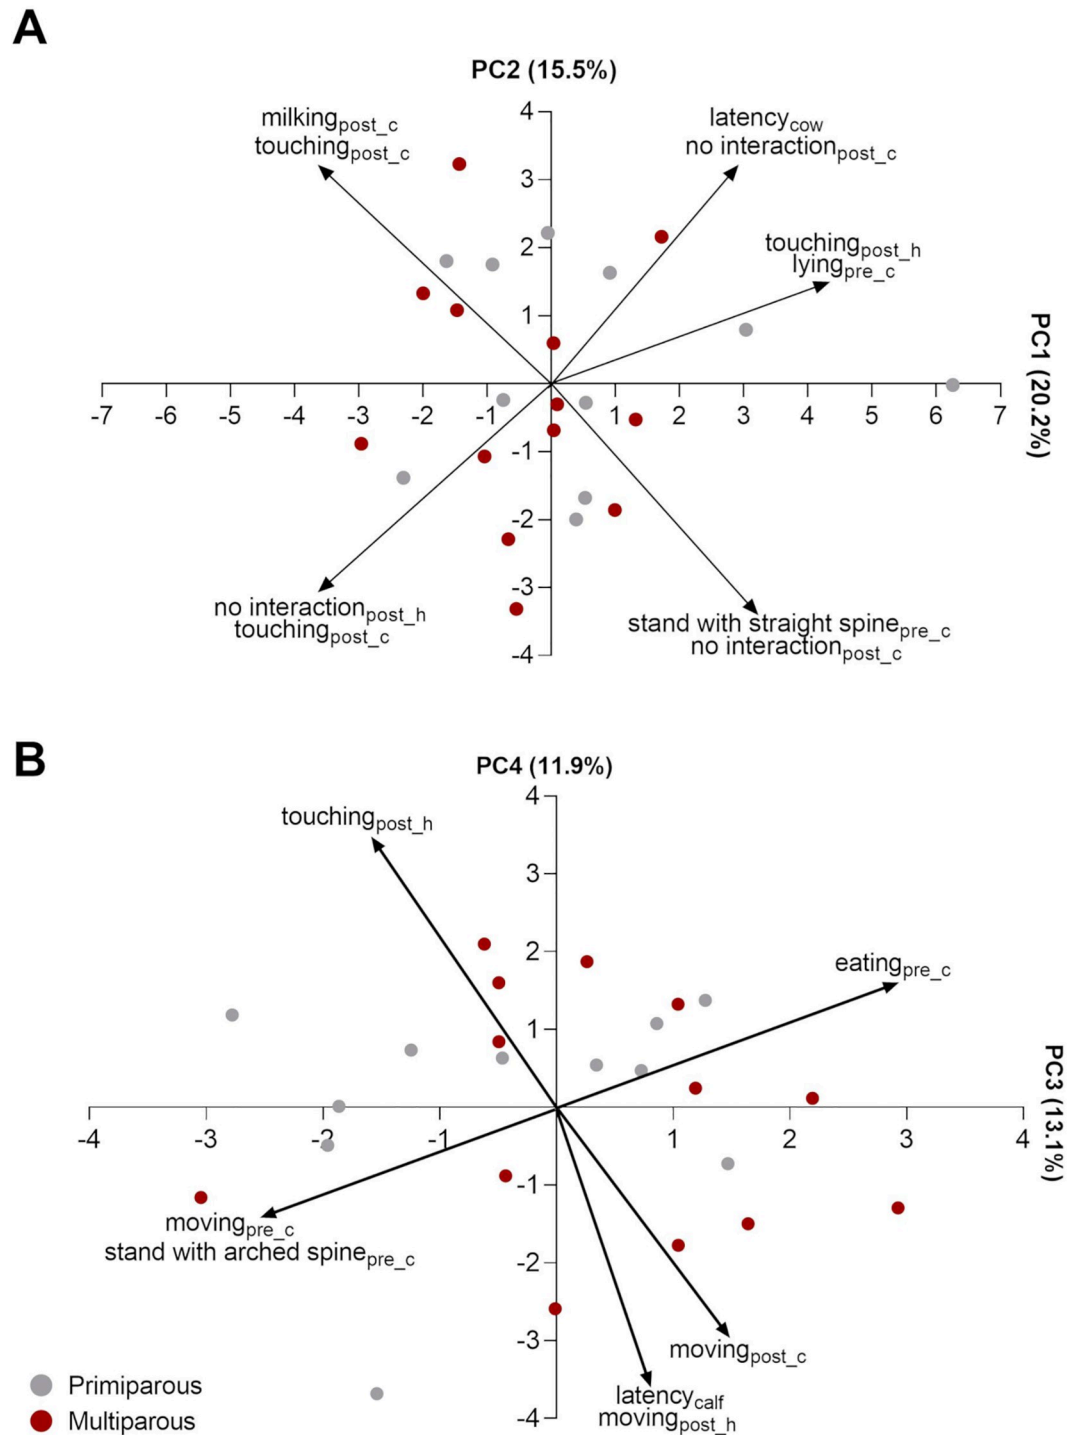 A
PC2 (15.5%)
milkingpost_c
touchingpost_c
latencycow
no interactionpost_c
touchingpost_h
lyingpre_c
4
3
2
1
-7 -6 -5 -4 -3 -2 -1 1 2 3 4 5 6 7
PC1 (20.2%)
-1
-2
-3
-4
no interactionpost_h
touchingpost_c
stand with straight spinepre_c
no interactionpost_c
B
PC4 (11.9%)
touchingpost_h
eatingpre_c
4
3
2
1
-4 -3 -2 -1 1 2 3 4
PC3 (13.1%)
-1
-2
-3
-4
movingpre_c
stand with arched spinepre_c
movingpost_c
latencycalf
movingpost_h
Primiparous
Multiparous